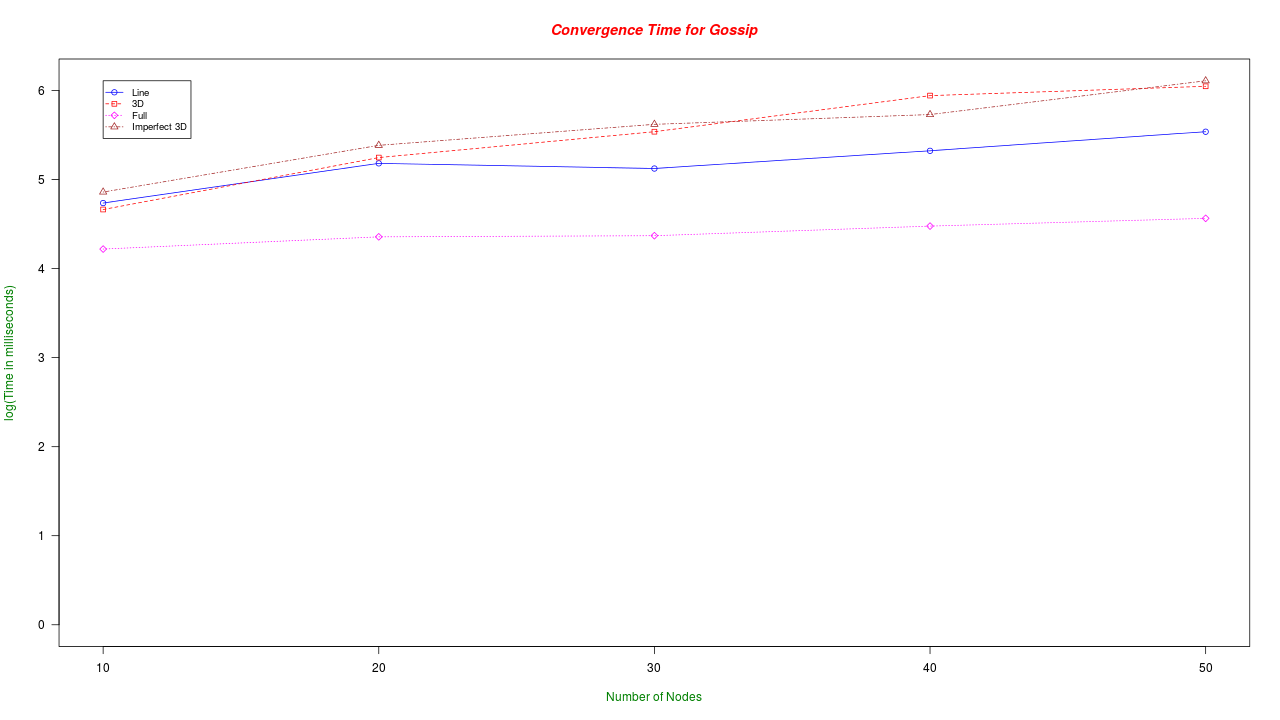 Convergence Time for Gossip
Line
3D
Full
Imperfect 3D
6
5
4
3
2
1
0
log(Time in milliseconds)
10 20 30 40 50
Number of Nodes